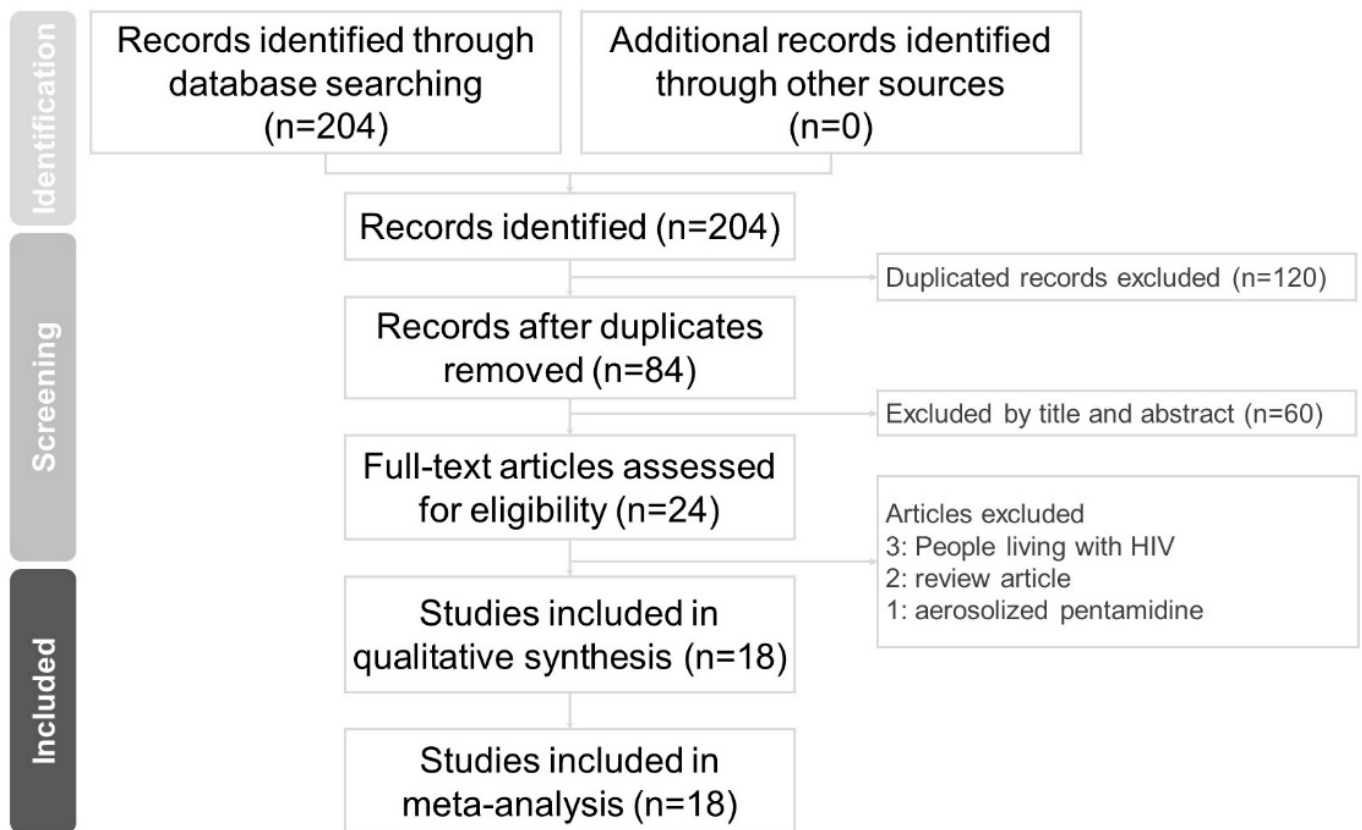 Identification
Records identified through
database searching
(n=204)
Additional records identified
through other sources
(n=0)
Records identified (n=204)
Screening
Duplicated records excluded (n=120)
Records after duplicates
removed (n=84)
Excluded by title and abstract (n=60)
Full-text articles assessed
for eligibility (n=24)
Articles excluded
3: People living with HIV
2: review article
1: aerosolized pentamidine
Included
Studies included in
qualitative synthesis (n=18)
Studies included in
meta-analysis (n=18)